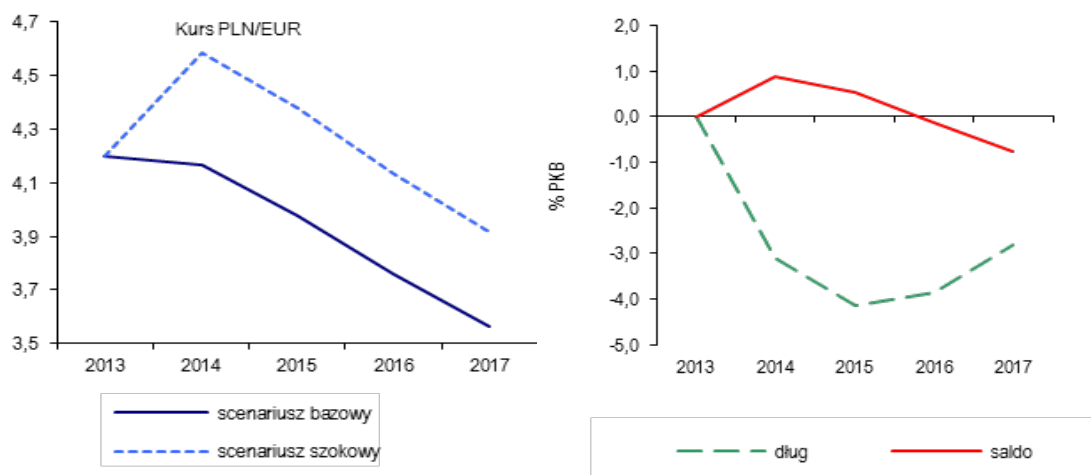 Kurs PLN/EUR
4,7
4,5
4,3
4,1
3,9
3,7
3,5
2013 2014 2015 2016 2017
scenariusz bazowy
scenariusz szokowy
% PKB
2,0
1,0
0,0
-1,0
-2,0
-3,0
-4,0
-5,0
2013 2014 2015 2016 2017
dług saldo